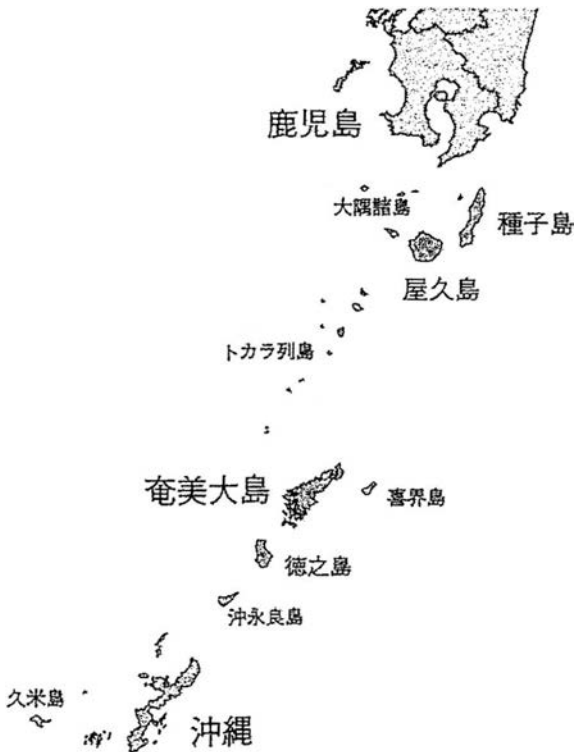 鹿児島
大隅諸島
種子島
屋久島
トカラ列島
奄美大島
喜界島
徳之島
沖永良島
久米島
沖縄